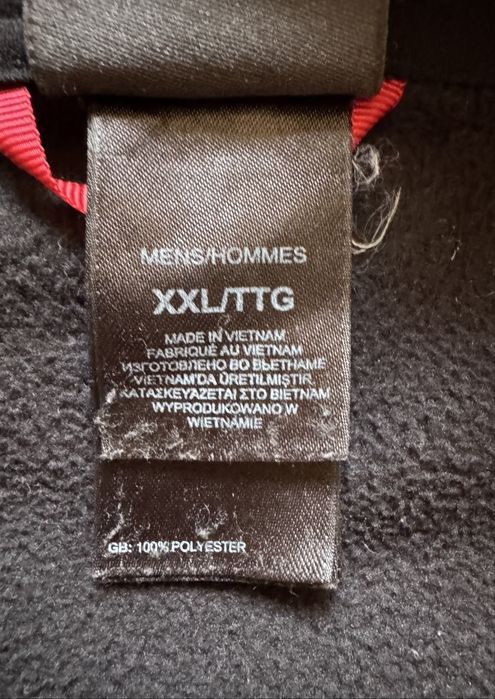 MENS/HOMMES
XXL/TTG
MADE IN VIETNAM
FABRIQUÉ AU VIETNAM
ИЗГОТОВЛЕНО ВО ВЬЕТНАМЕ
VIETNAM'DA ÜRETILMIŞTIR.
ΚΑΤΑΣΚΕΥΑΖΕΤΑΙ ΣΤΟ ΒΙΕΤΝΑΜ
WYPRODUKOWANO W
WIETNAMIE
GB: 100% POLYESTER